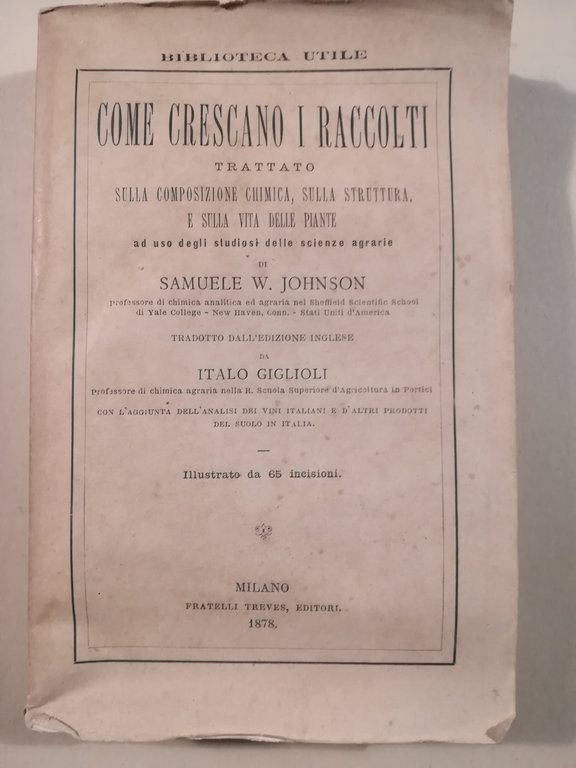 BIBLIOTECA UTILE
COME CRESCANO I RACCOLTI
TRATTATO
SULLA COMPOSIZIONE CHIMICA, SULLA STRUTTURA,
E SULLA VITA DELLE PIANTE
ad uso degli studiosi delle scienze agrarie
DI
SAMUELE W. JOHNSON
Professore di chimica analitica ed agraria nel Sheffield Scientific School
di Yale College - New Haven, Conn. - Stati Uniti d'America
TRADOTTO DALL'EDIZIONE INGLESE
DA
ITALO GIGLIOLI
Professore di chimica agraria nella R. Scuola Superiore d'Agricoltura in Portici
CON L'AGGIUNTA DELL'ANALISI DEI VINI ITALIANI E D'ALTRI PRODOTTI
DEL SUOLO IN ITALIA.
Illustrato da 65 incisioni.
MILANO
FRATELLI TREVES, EDITORI.
1878.